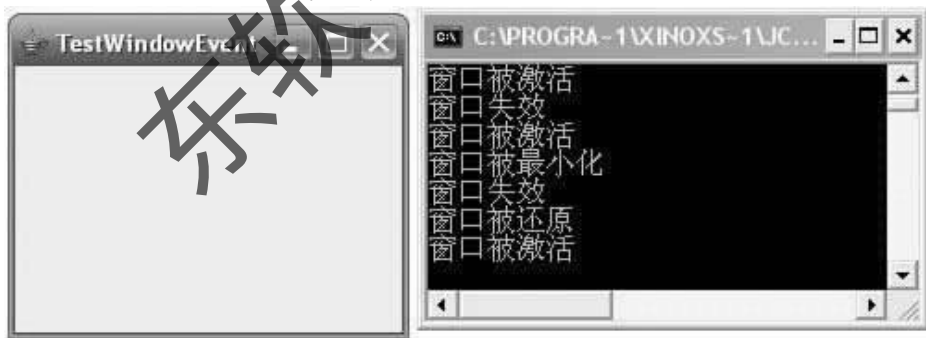 TestWindowEvent
东软
C:\PROGRA~1\XINOXS~1\JC...
窗口被激活
窗口失效
窗口被激活
窗口被最小化
窗口失效
窗口被还原
窗口被激活